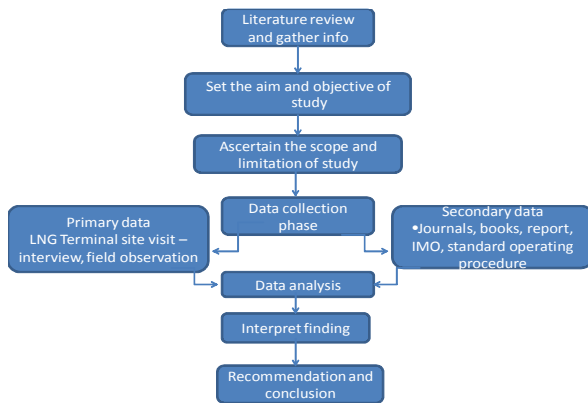 Literature review
and gather info
Set the aim and objective of
study
Ascertain the scope and
limitation of study
Data collection
phase
Primary data
LNG Terminal site visit –
interview, field observation
Secondary data
•Journals, books, report,
IMO, standard operating
procedure
Data analysis
Interpret finding
Recommendation and
conclusion